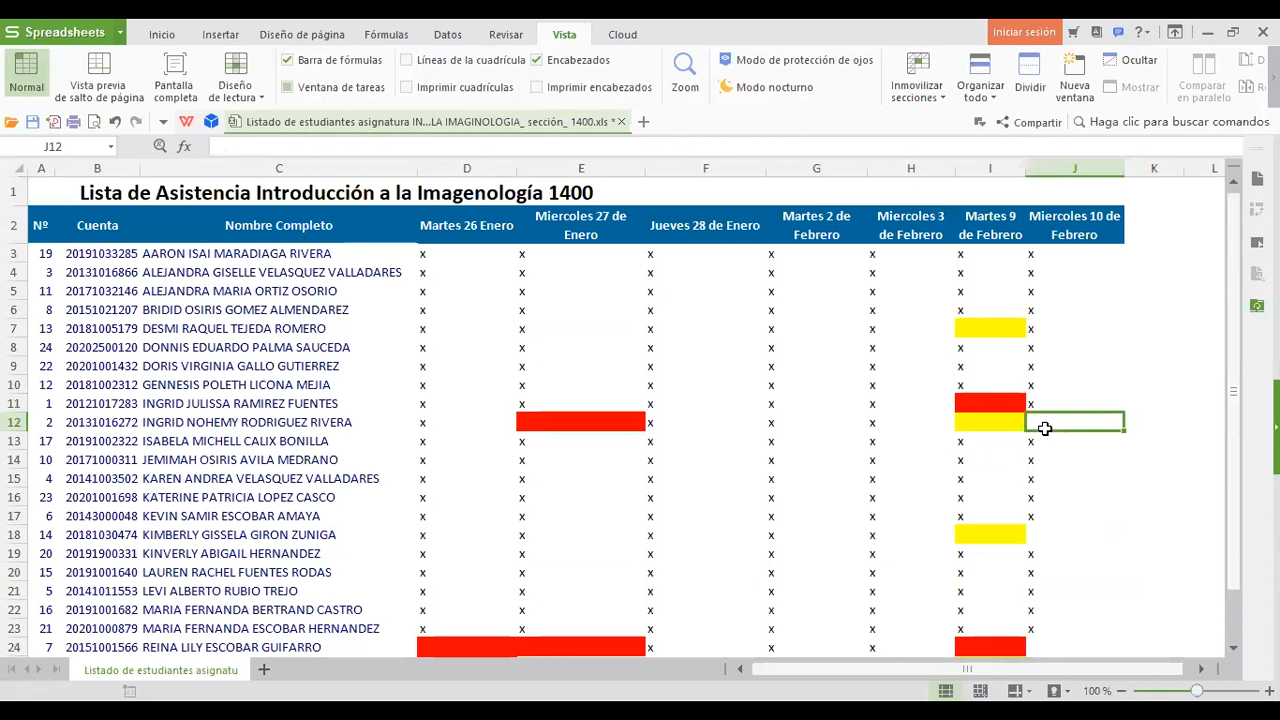 Spreadsheets Inicio Insertar Diseño de página Fórmulas Datos Revisar Vista Cloud Iniciar sesión ?
Normal Vista previa de salto de página Pantalla completa Diseño de lectura Barra de fórmulas Líneas de la cuadrícula Encabezados Zoom Modo de protección de ojos Inmovilizar secciones Organizar todo Dividir Nueva ventana Ocultar Comparar en paralelo
Ventana de tareas Imprimir cuadrículas Imprimir encabezados Modo nocturno Mostrar
Listado de estudiantes asignatura IN...LA IMAGINOLOGIA_ sección_ 1400.xls * Compartir Haga clic para buscar comandos
J12 fx
A B C D E F G H I J K L
1 Lista de Asistencia Introducción a la Imagenología 1400
2 Nº Cuenta Nombre Completo Martes 26 Enero Miercoles 27 de Enero Jueves 28 de Enero Martes 2 de Febrero Miercoles 3 de Febrero Martes 9 de Febrero Miercoles 10 de Febrero
3 19 20191033285 AARON ISAI MARADIAGA RIVERA x x x x x x x
4 3 20131016866 ALEJANDRA GISELLE VELASQUEZ VALLADARES x x x x x x x
5 11 20171032146 ALEJANDRA MARIA ORTIZ OSORIO x x x x x x x
6 8 20151021207 BRIDID OSIRIS GOMEZ ALMENDAREZ x x x x x x x
7 13 20181005179 DESMI RAQUEL TEJEDA ROMERO x x x x x x
8 24 20202500120 DONNIS EDUARDO PALMA SAUCEDA x x x x x x x
9 22 20201001432 DORIS VIRGINIA GALLO GUTIERREZ x x x x x x x
10 12 20181002312 GENNESIS POLETH LICONA MEJIA x x x x x x x
11 1 20121017283 INGRID JULISSA RAMIREZ FUENTES x x x x x x
12 2 20131016272 INGRID NOHEMY RODRIGUEZ RIVERA x x x x
13 17 20191002322 ISABELA MICHELL CALIX BONILLA x x x x x x x
14 10 20171000311 JEMIMAH OSIRIS AVILA MEDRANO x x x x x x x
15 4 20141003502 KAREN ANDREA VELASQUEZ VALLADARES x x x x x x x
16 23 20201001698 KATERINE PATRICIA LOPEZ CASCO x x x x x x x
17 6 20143000048 KEVIN SAMIR ESCOBAR AMAYA x x x x x x x
18 14 20181030474 KIMBERLY GISSELA GIRON ZUNIGA x x x x x
19 20 20191900331 KINVERLY ABIGAIL HERNANDEZ x x x x x x x
20 15 20191001640 LAUREN RACHEL FUENTES RODAS x x x x x x x
21 5 20141011553 LEVI ALBERTO RUBIO TREJO x x x x x x x
22 16 20191001682 MARIA FERNANDA BERTRAND CASTRO x x x x x x x
23 21 20201000879 MARIA FERNANDA ESCOBAR HERNANDEZ x x x x x x x
24 7 20151001566 REINA LILY ESCOBAR GUIFARRO x x x
Listado de estudiantes asignatu
100 %